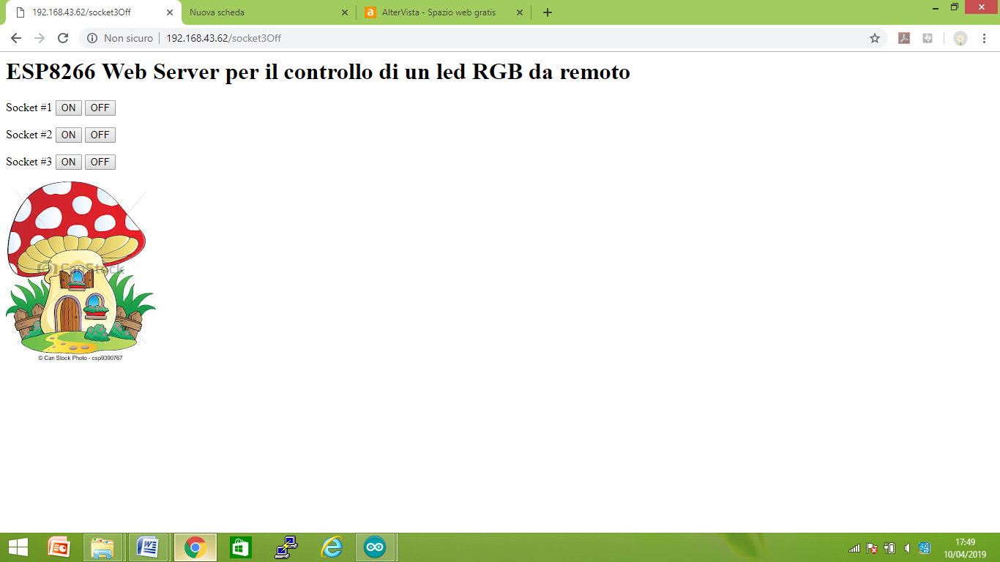 192.168.43.62/socket3Off
Nuova scheda
AlterVista - Spazio web gratis
Non sicuro
192.168.43.62/socket3Off
ESP8266 Web Server per il controllo di un led RGB da remoto
Socket #1 ON OFF
Socket #2 ON OFF
Socket #3 ON OFF
CanStock
© Can Stock Photo - csp9390767
17:49
10/04/2019